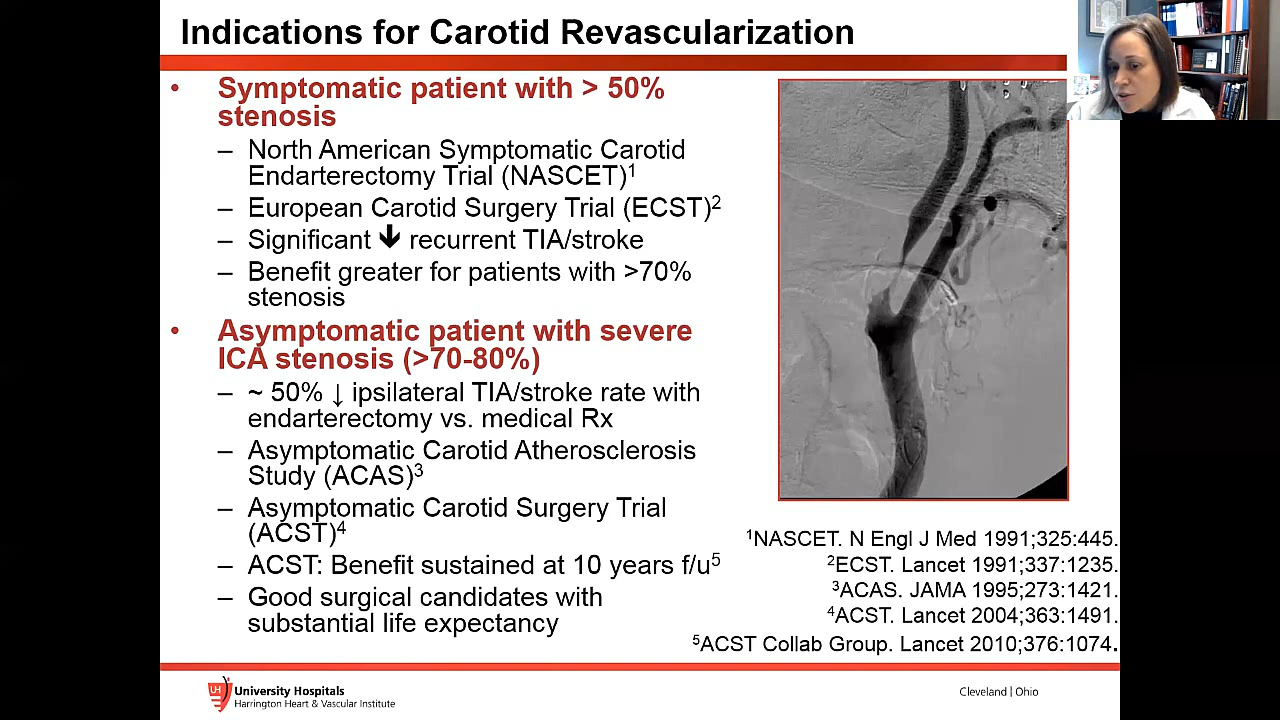 Indications for Carotid Revascularization
• Symptomatic patient with > 50%
stenosis
– North American Symptomatic Carotid
Endarterectomy Trial (NASCET)¹
– European Carotid Surgery Trial (ECST)²
– Significant 🡻 recurrent TIA/stroke
– Benefit greater for patients with >70%
stenosis
• Asymptomatic patient with severe
ICA stenosis (>70-80%)
– ~ 50% ↓ ipsilateral TIA/stroke rate with
endarterectomy vs. medical Rx
– Asymptomatic Carotid Atherosclerosis
Study (ACAS)³
– Asymptomatic Carotid Surgery Trial
(ACST)⁴
– ACST: Benefit sustained at 10 years f/u⁵
– Good surgical candidates with
substantial life expectancy
¹NASCET. N Engl J Med 1991;325:445.
²ECST. Lancet 1991;337:1235.
³ACAS. JAMA 1995;273:1421.
⁴ACST. Lancet 2004;363:1491.
⁵ACST Collab Group. Lancet 2010;376:1074.
UH
University Hospitals
Harrington Heart & Vascular Institute
Cleveland | Ohio